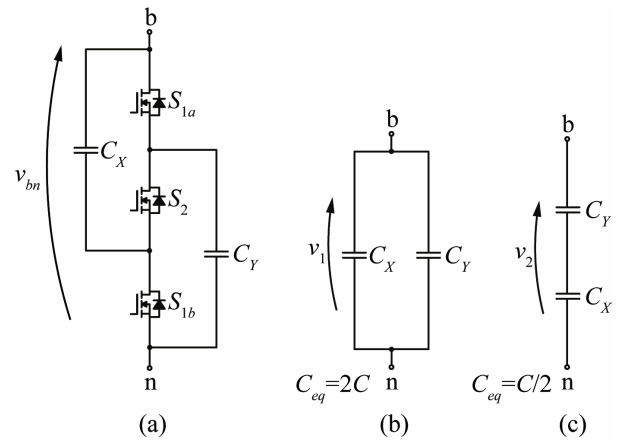 b
S1a
CX
vbn
S2
CY
S1b
n
(a)
b
v1
CX
CY
Ceq=2C
n
(b)
b
CY
v2
CX
Ceq=C/2
n
(c)